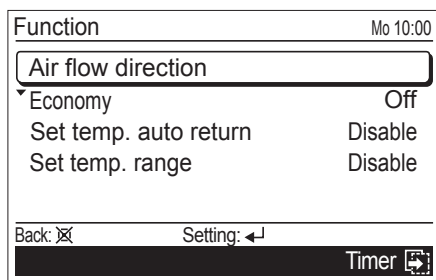 Function Mo 10:00
Air flow direction
Economy Off
Set temp. auto return Disable
Set temp. range Disable
Back: Setting:
Timer